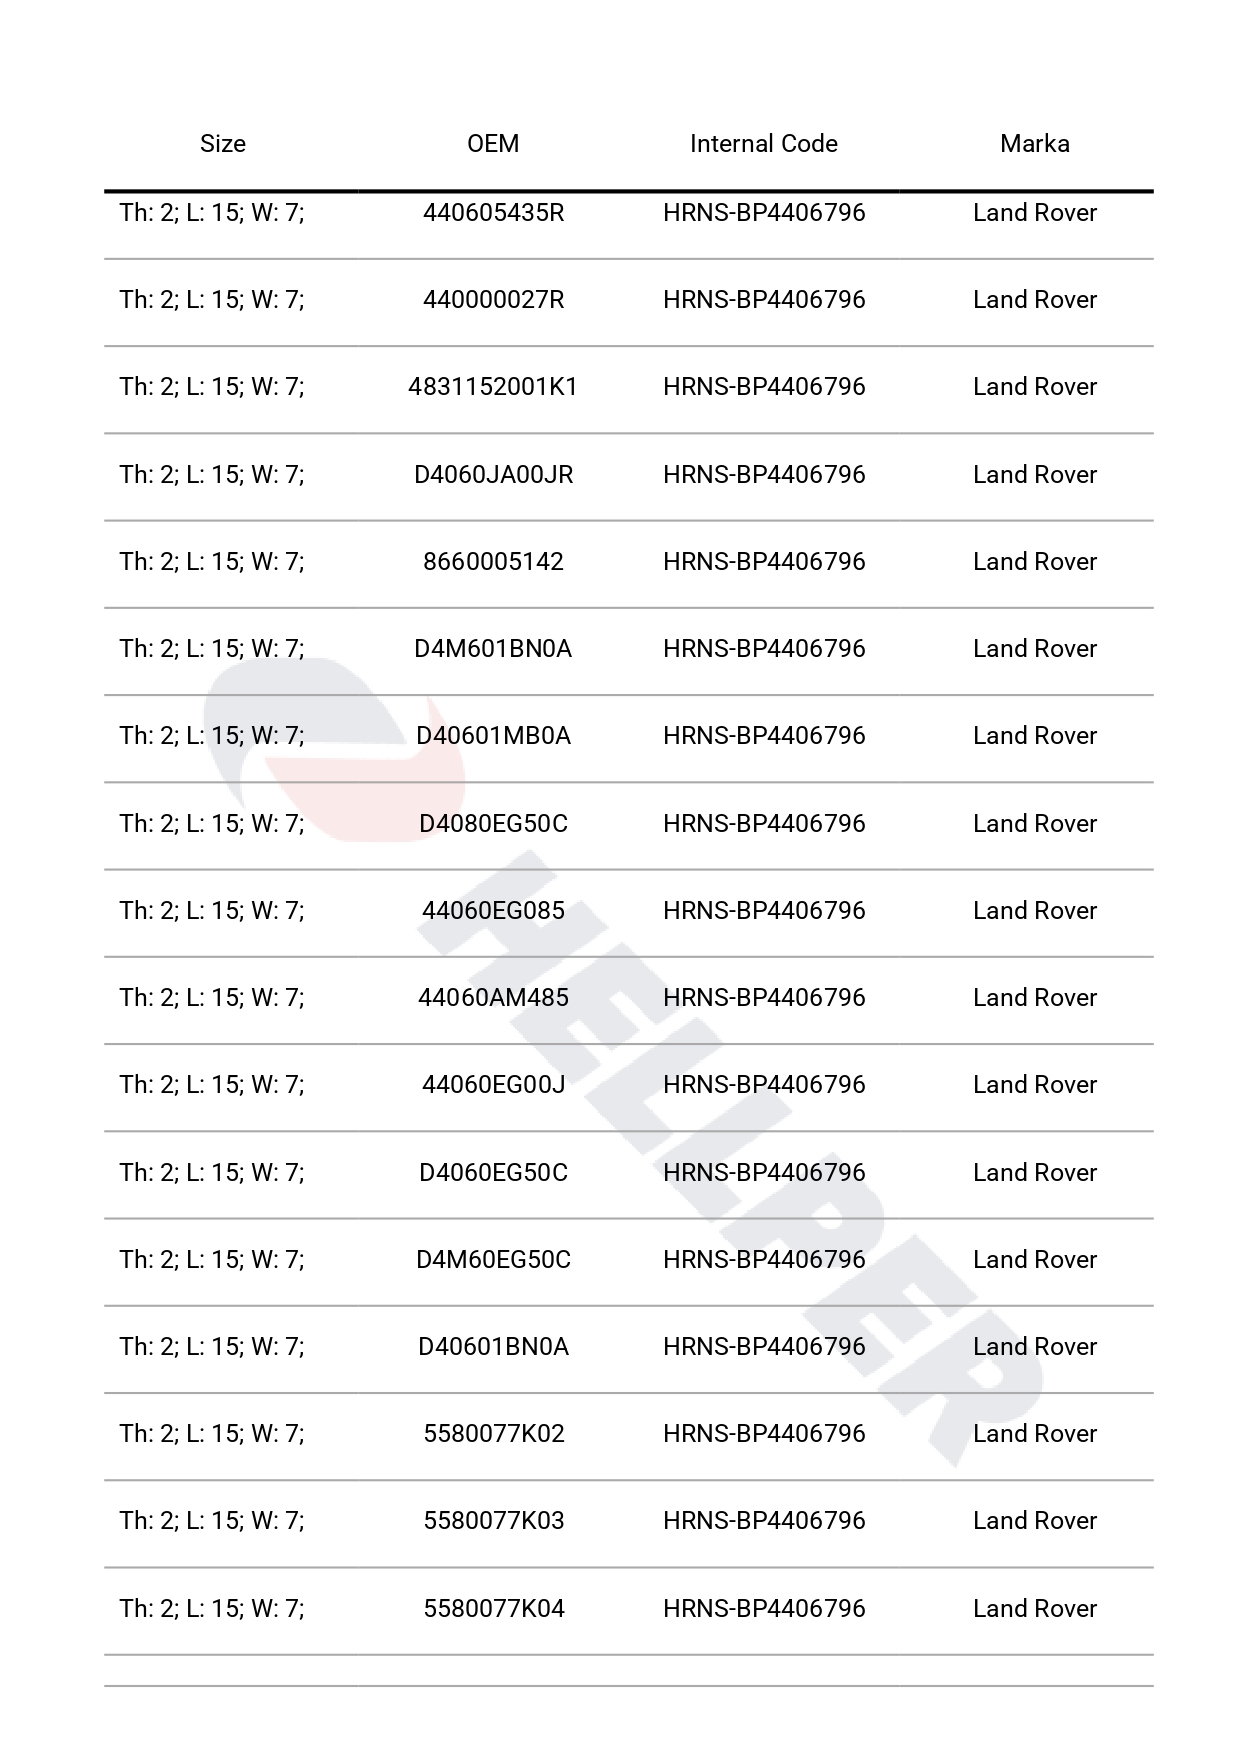 Size OEM Internal Code Marka
Th: 2; L: 15; W: 7; 440605435R HRNS-BP4406796 Land Rover
Th: 2; L: 15; W: 7; 440000027R HRNS-BP4406796 Land Rover
Th: 2; L: 15; W: 7; 4831152001K1 HRNS-BP4406796 Land Rover
Th: 2; L: 15; W: 7; D4060JA00JR HRNS-BP4406796 Land Rover
Th: 2; L: 15; W: 7; 8660005142 HRNS-BP4406796 Land Rover
Th: 2; L: 15; W: 7; D4M601BN0A HRNS-BP4406796 Land Rover
Th: 2; L: 15; W: 7; D40601MB0A HRNS-BP4406796 Land Rover
Th: 2; L: 15; W: 7; D4080EG50C HRNS-BP4406796 Land Rover
Th: 2; L: 15; W: 7; 44060EG085 HRNS-BP4406796 Land Rover
Th: 2; L: 15; W: 7; 44060AM485 HRNS-BP4406796 Land Rover
Th: 2; L: 15; W: 7; 44060EG00J HRNS-BP4406796 Land Rover
Th: 2; L: 15; W: 7; D4060EG50C HRNS-BP4406796 Land Rover
Th: 2; L: 15; W: 7; D4M60EG50C HRNS-BP4406796 Land Rover
Th: 2; L: 15; W: 7; D40601BN0A HRNS-BP4406796 Land Rover
Th: 2; L: 15; W: 7; 5580077K02 HRNS-BP4406796 Land Rover
Th: 2; L: 15; W: 7; 5580077K03 HRNS-BP4406796 Land Rover
Th: 2; L: 15; W: 7; 5580077K04 HRNS-BP4406796 Land Rover
HELLPER